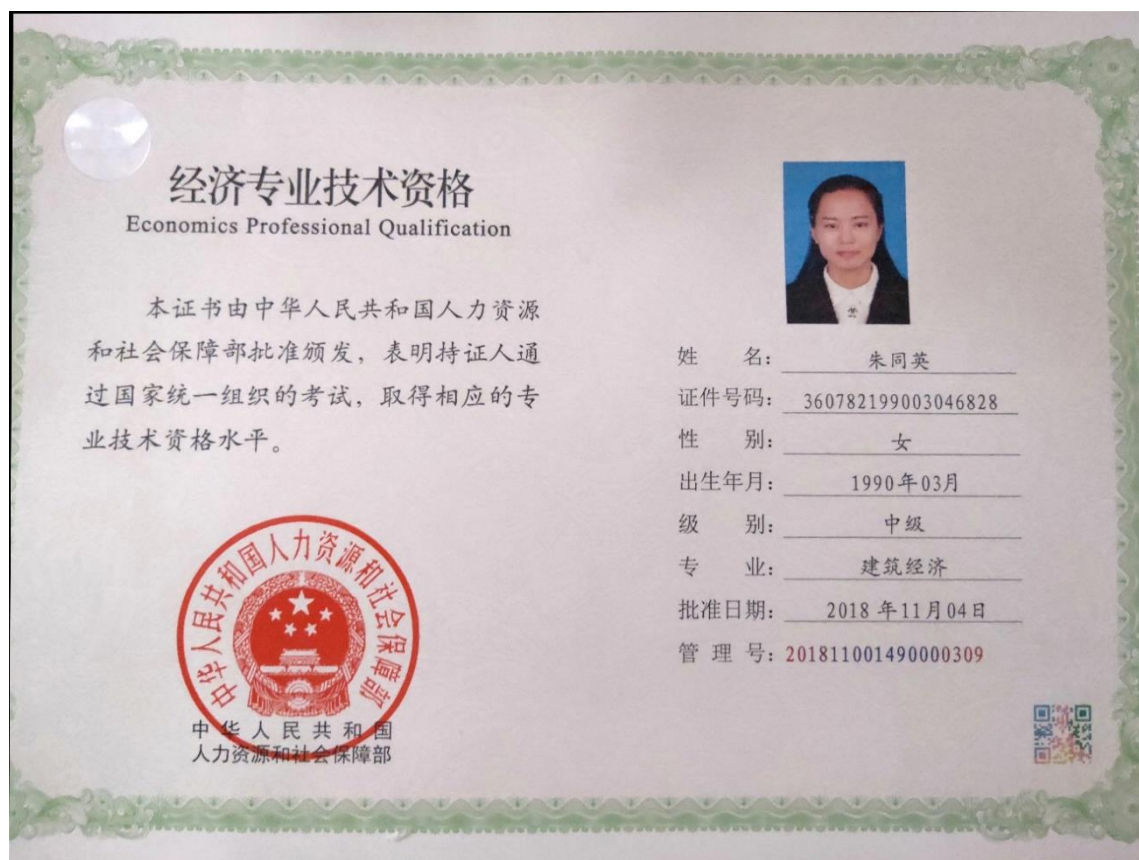 经济专业技术资格
Economics Professional Qualification
本证书由中华人民共和国人力资源
和社会保障部批准颁发，表明持证人通
过国家统一组织的考试，取得相应的专
业技术资格水平。
中华人民共和国人力资源和社会保障部
中华人民共和国
人力资源和社会保障部
姓 名：朱同英
证件号码：360782199003046828
性 别：女
出生年月：1990年03月
级 别：中级
专 业：建筑经济
批准日期：2018年11月04日
管 理 号：201811001490000309